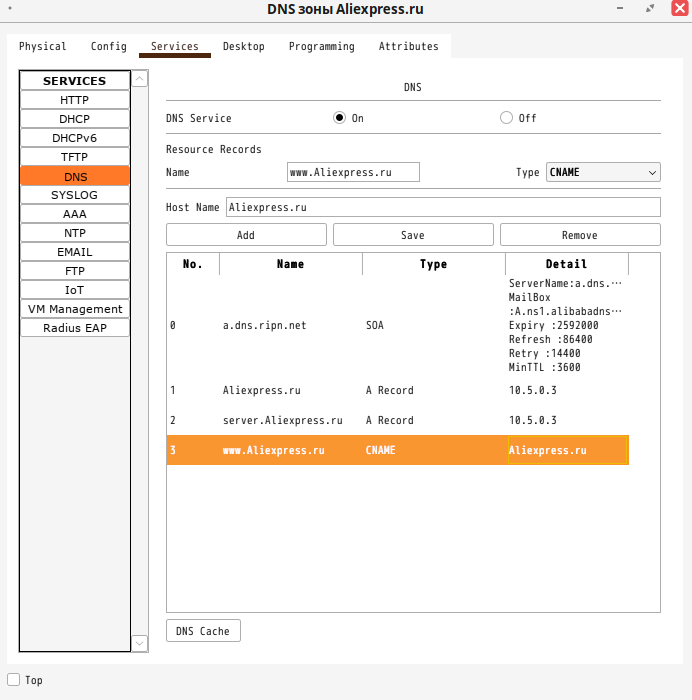 DNS зоны Aliexpress.ru
Physical Config Services Desktop Programming Attributes
SERVICES
HTTP
DHCP
DHCPv6
TFTP
DNS
SYSLOG
AAA
NTP
EMAIL
FTP
IoT
VM Management
Radius EAP
DNS
DNS Service On Off
Resource Records
Name www.Aliexpress.ru Type CNAME
Host Name Aliexpress.ru
Add Save Remove
No. Name Type Detail
0 a.dns.ripn.net SOA
ServerName:a.dns.…
MailBox
:A.ns1.alibabadns…
Expiry :2592000
Refresh :86400
Retry :14400
MinTTL :3600
1 Aliexpress.ru A Record 10.5.0.3
2 server.Aliexpress.ru A Record 10.5.0.3
3 www.Aliexpress.ru CNAME Aliexpress.ru
DNS Cache
Top